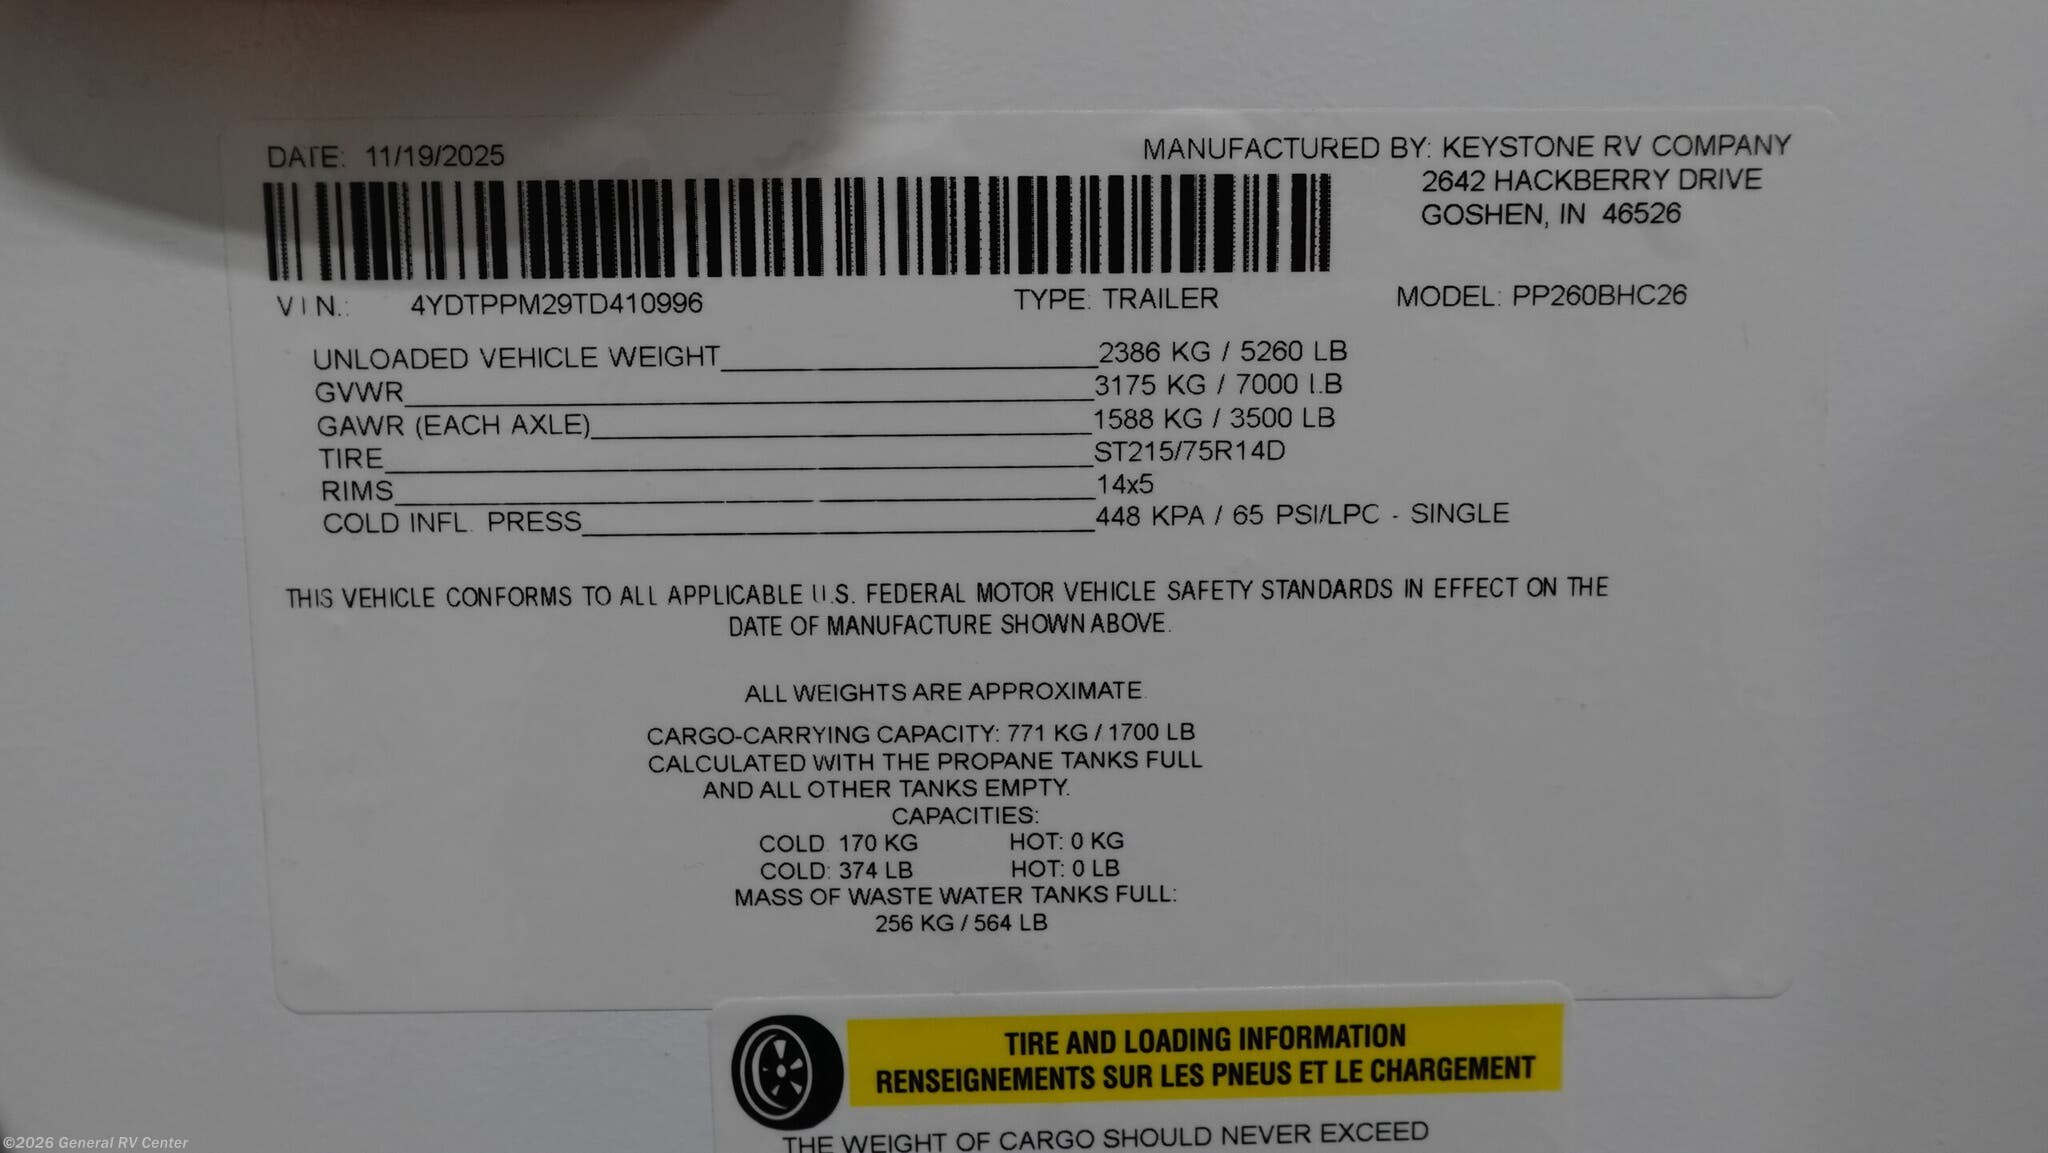 DATE: 11/19/2025
MANUFACTURED BY: KEYSTONE RV COMPANY
2642 HACKBERRY DRIVE
GOSHEN, IN 46526
V I N.: 4YDTPPM29TD410996 TYPE: TRAILER MODEL: PP260BHC26
UNLOADED VEHICLE WEIGHT 2386 KG / 5260 LB
GVWR 3175 KG / 7000 LB
GAWR (EACH AXLE) 1588 KG / 3500 LB
TIRE ST215/75R14D
RIMS 14x5
COLD INFL. PRESS 448 KPA / 65 PSI/LPC - SINGLE
THIS VEHICLE CONFORMS TO ALL APPLICABLE U.S. FEDERAL MOTOR VEHICLE SAFETY STANDARDS IN EFFECT ON THE
DATE OF MANUFACTURE SHOWN ABOVE.
ALL WEIGHTS ARE APPROXIMATE
CARGO-CARRYING CAPACITY: 771 KG / 1700 LB
CALCULATED WITH THE PROPANE TANKS FULL
AND ALL OTHER TANKS EMPTY.
CAPACITIES:
COLD: 170 KG HOT: 0 KG
COLD: 374 LB HOT: 0 LB
MASS OF WASTE WATER TANKS FULL:
256 KG / 564 LB
TIRE AND LOADING INFORMATION
RENSEIGNEMENTS SUR LES PNEUS ET LE CHARGEMENT
THE WEIGHT OF CARGO SHOULD NEVER EXCEED
©2026 General RV Center